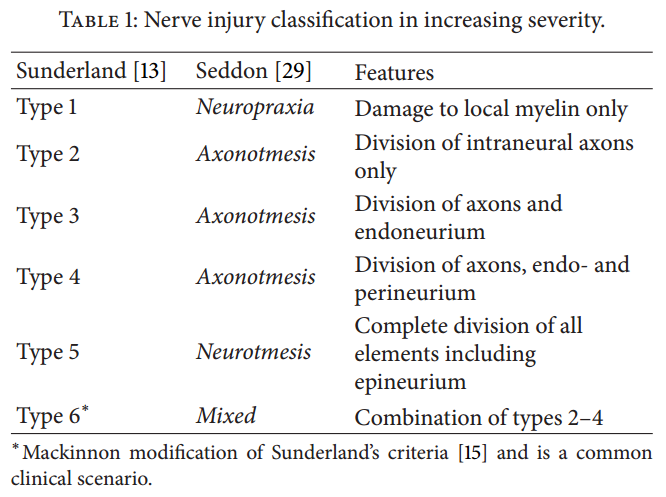 TABLE 1: Nerve injury classification in increasing severity.
Sunderland [13] Seddon [29] Features
Type 1 Neuropraxia Damage to local myelin only
Type 2 Axonotmesis Division of intraneural axons
only
Type 3 Axonotmesis Division of axons and
endoneurium
Type 4 Axonotmesis Division of axons, endo- and
perineurium
Type 5 Neurotmesis Complete division of all
elements including
epineurium
Type 6* Mixed Combination of types 2–4
*Mackinnon modification of Sunderland’s criteria [15] and is a common
clinical scenario.